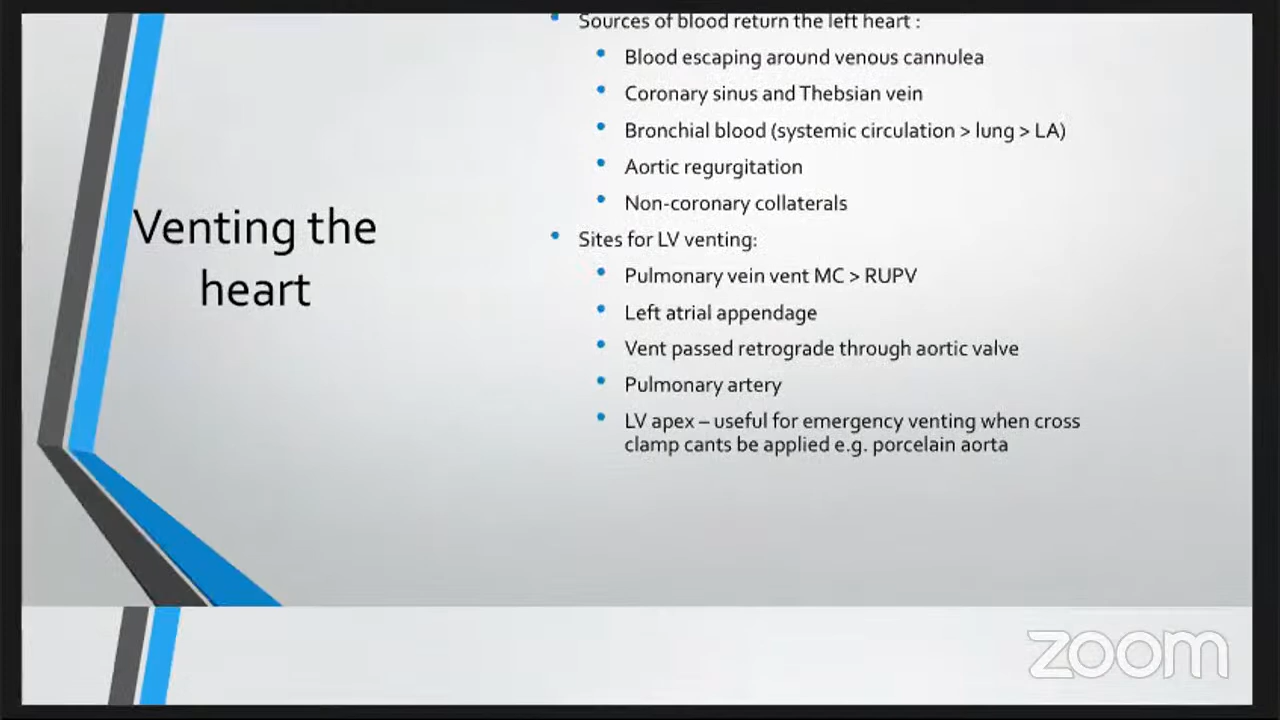 Sources of blood return the left heart :
Blood escaping around venous cannulea
Coronary sinus and Thebsian vein
Bronchial blood (systemic circulation > lung > LA)
Aortic regurgitation
Non-coronary collaterals
Venting the
heart
Sites for LV venting:
Pulmonary vein vent MC > RUPV
Left atrial appendage
Vent passed retrograde through aortic valve
Pulmonary artery
LV apex – useful for emergency venting when cross
clamp cants be applied e.g. porcelain aorta
zoom